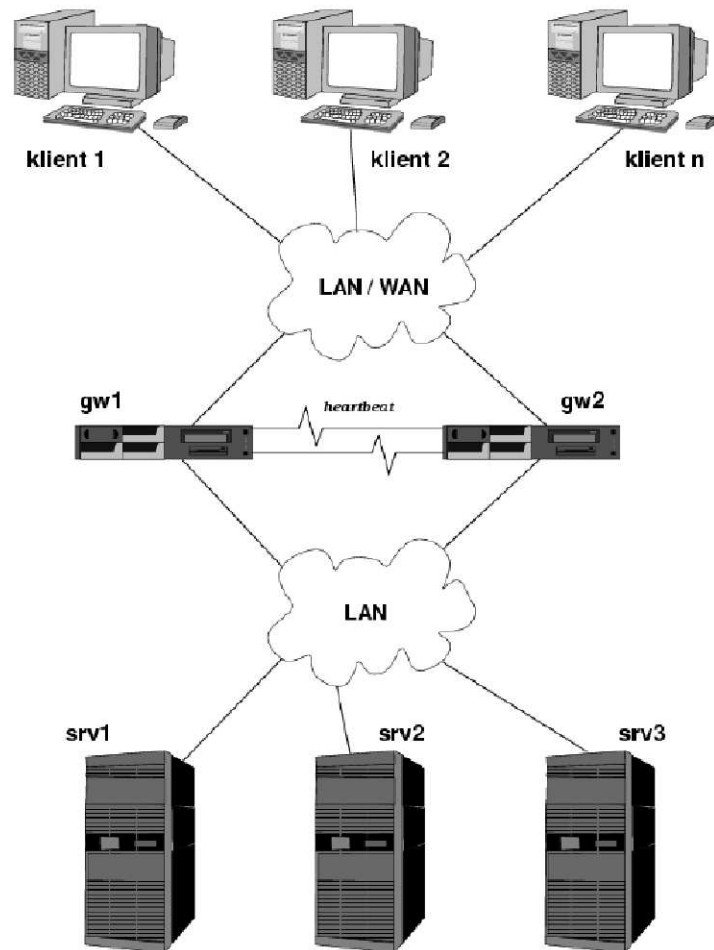 klient 1
klient 2
klient n
LAN / WAN
gw1
heartbeat
gw2
LAN
srv1
srv2
srv3